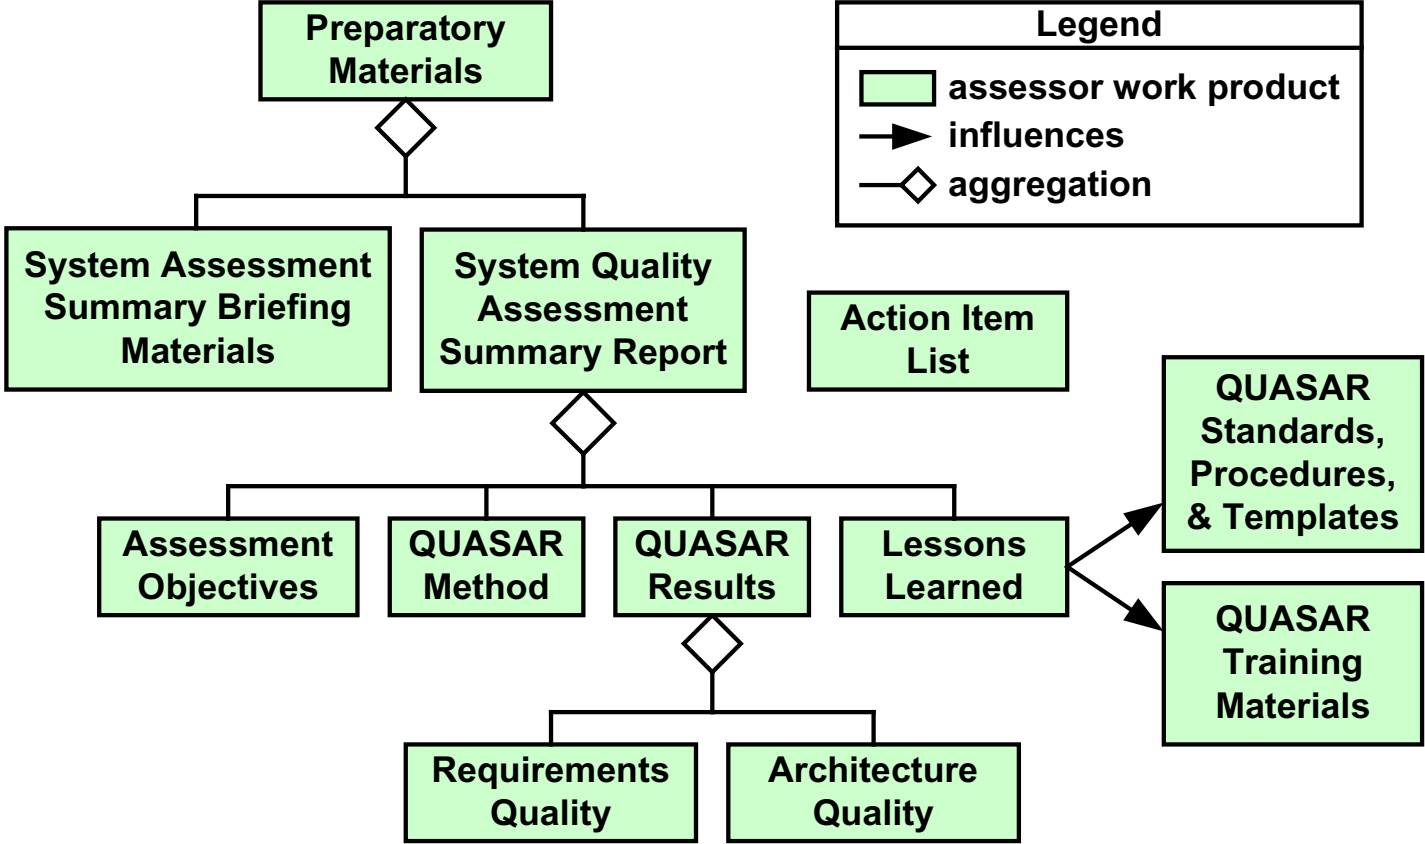 Preparatory
Materials
Legend
assessor work product
influences
aggregation
System Assessment
Summary Briefing
Materials
System Quality
Assessment
Summary Report
Action Item
List
QUASAR
Standards,
Procedures,
& Templates
Assessment
Objectives
QUASAR
Method
QUASAR
Results
Lessons
Learned
QUASAR
Training
Materials
Requirements
Quality
Architecture
Quality